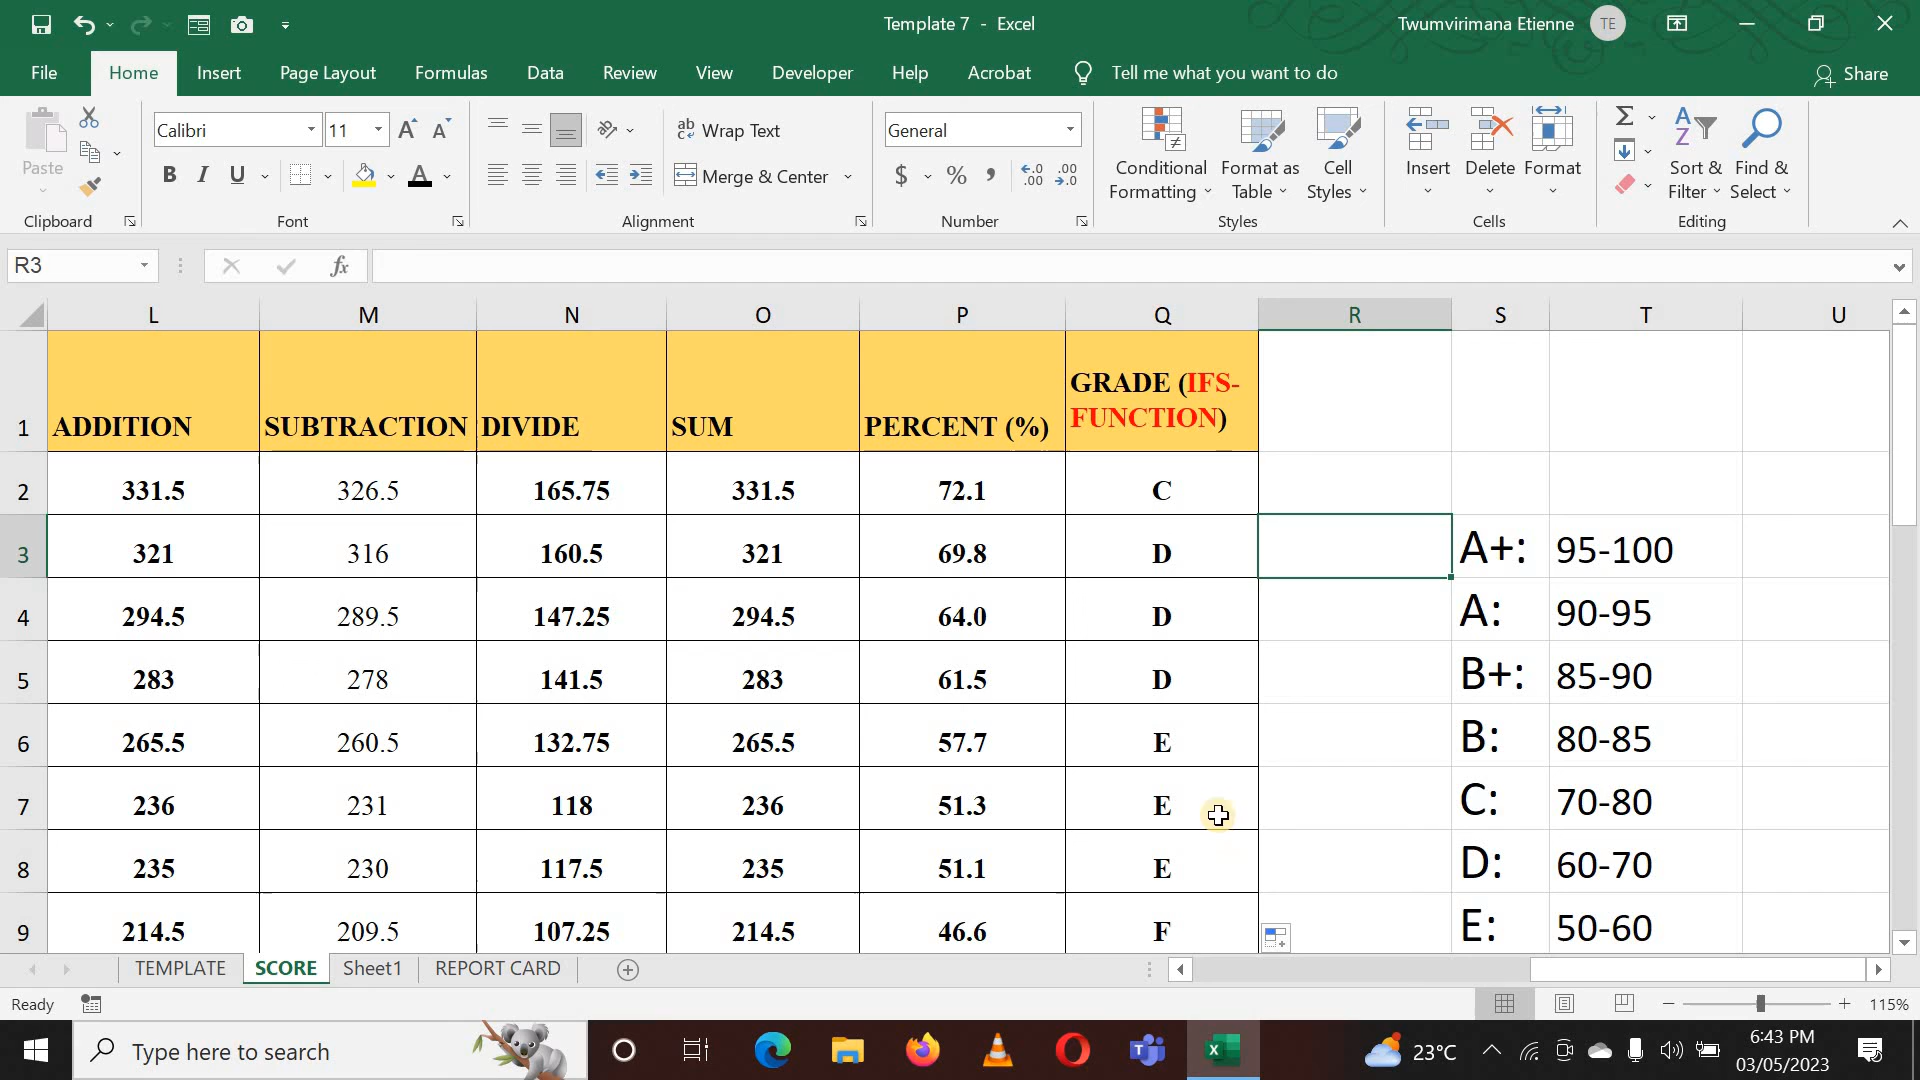 Template 7 - Excel
Twumvirimana Etienne TE
File Home Insert Page Layout Formulas Data Review View Developer Help Acrobat Tell me what you want to do Share
Paste
Clipboard
Calibri 11
B I U A
Font
ab Wrap Text
Merge & Center
Alignment
General
$ % ,
Number
Conditional Formatting
Format as Table
Cell Styles
Styles
Insert Delete Format
Cells
Sort & Filter
Find & Select
Editing
R3 fx
L M N O P Q R S T U
1 ADDITION SUBTRACTION DIVIDE SUM PERCENT (%) GRADE (IFS-FUNCTION)
2 331.5 326.5 165.75 331.5 72.1 C
3 321 316 160.5 321 69.8 D A+: 95-100
4 294.5 289.5 147.25 294.5 64.0 D A: 90-95
5 283 278 141.5 283 61.5 D B+: 85-90
6 265.5 260.5 132.75 265.5 57.7 E B: 80-85
7 236 231 118 236 51.3 E C: 70-80
8 235 230 117.5 235 51.1 E D: 60-70
9 214.5 209.5 107.25 214.5 46.6 F E: 50-60
TEMPLATE SCORE Sheet1 REPORT CARD
Ready 115%
Type here to search 23°C 6:43 PM
03/05/2023